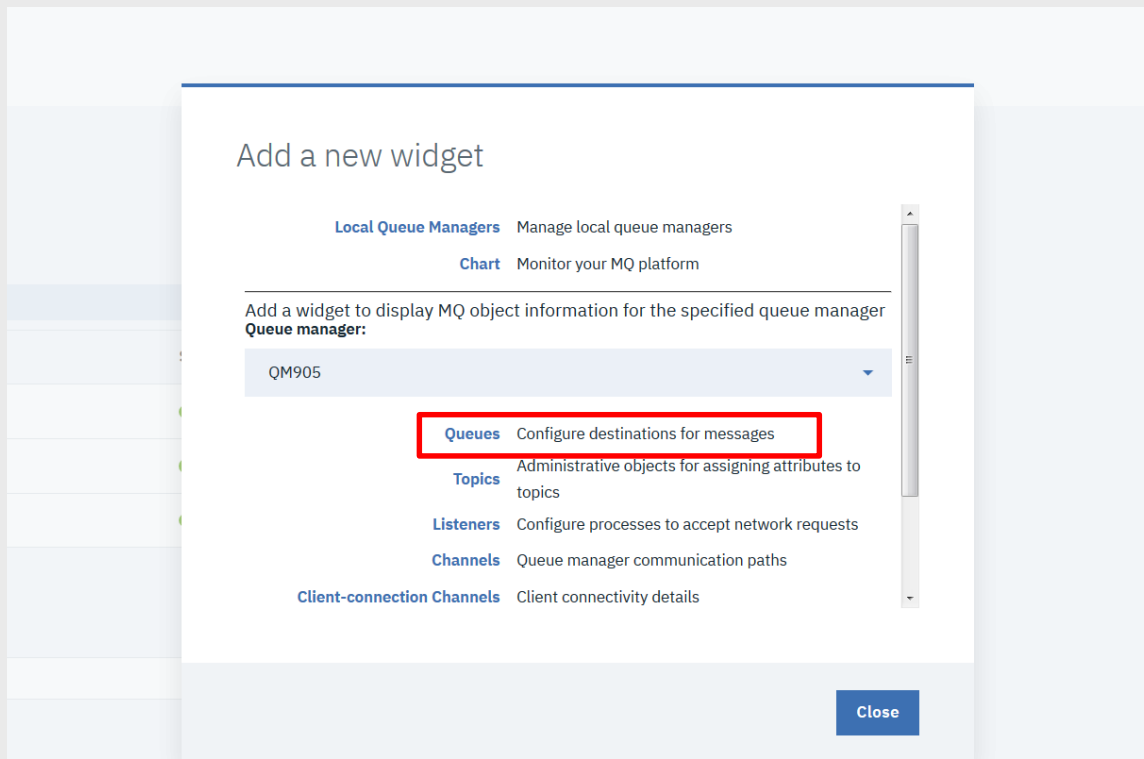 Add a new widget
Local Queue Managers Manage local queue managers
Chart Monitor your MQ platform
Add a widget to display MQ object information for the specified queue manager
Queue manager:
QM905
Queues Configure destinations for messages
Topics Administrative objects for assigning attributes to
topics
Listeners Configure processes to accept network requests
Channels Queue manager communication paths
Client-connection Channels Client connectivity details
Close